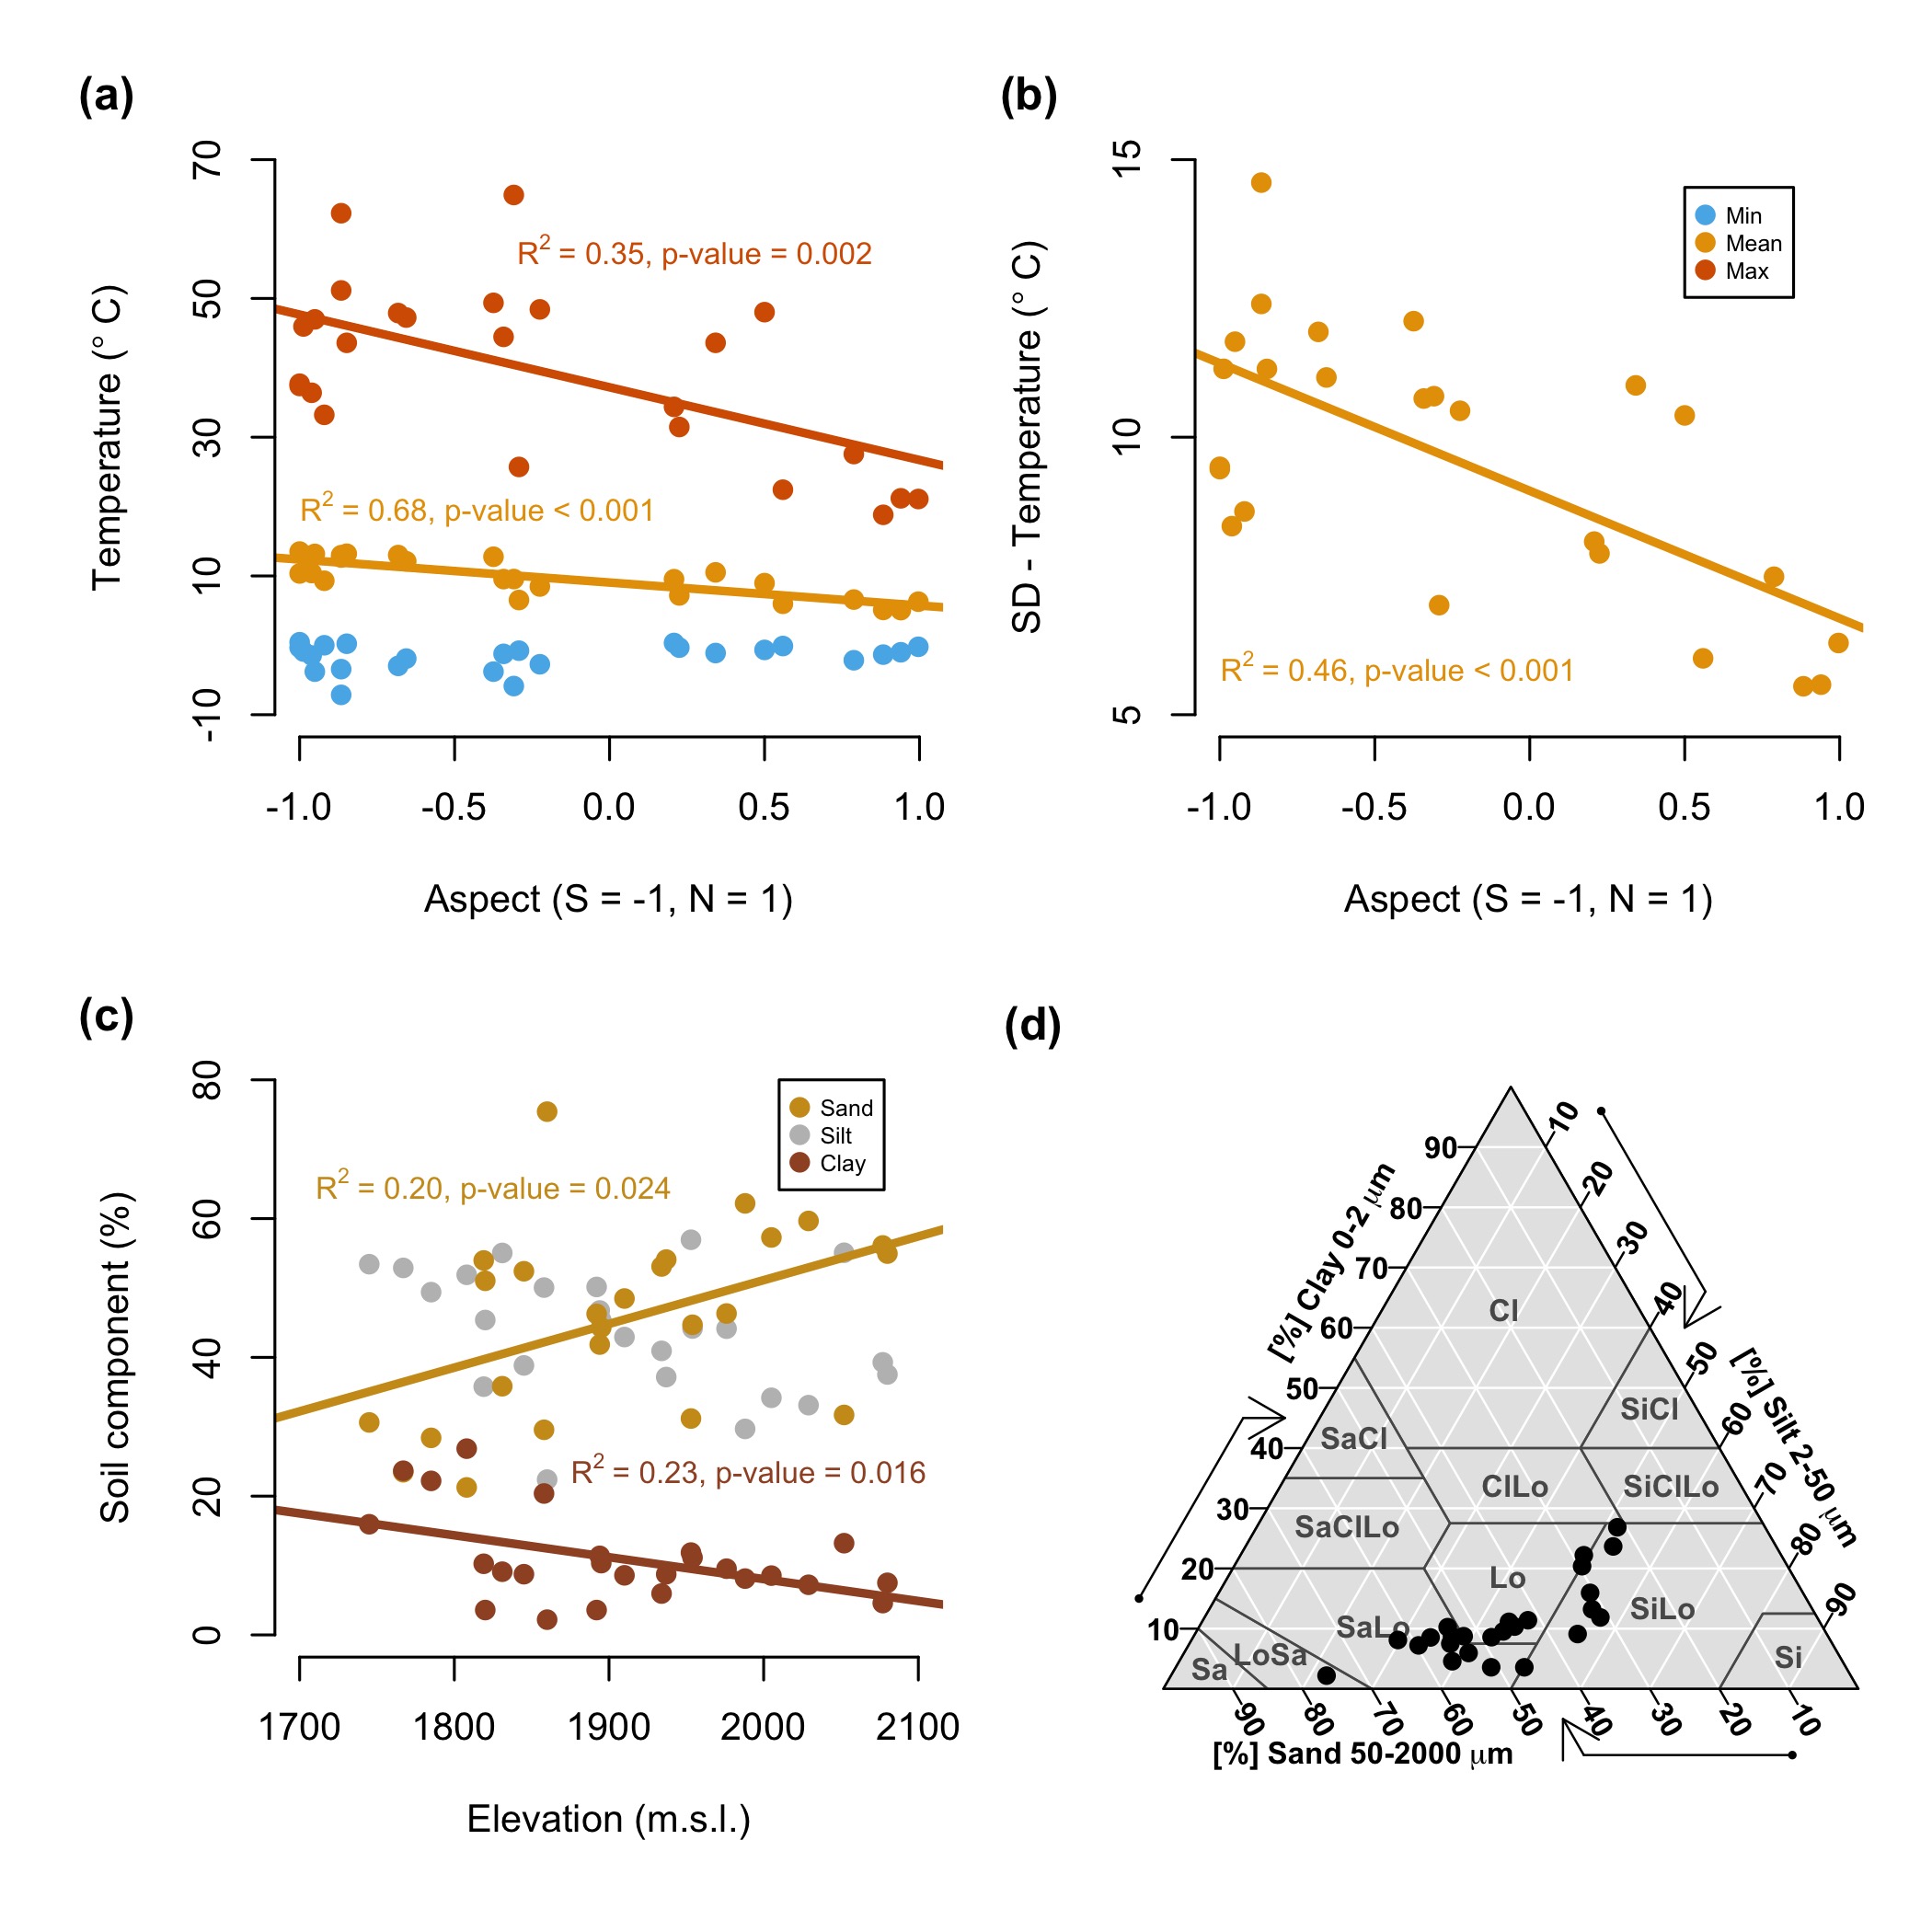 (a)
70
50
30
10
-10
Temperature (° C)
R2 = 0.35, p-value = 0.002
R2 = 0.68, p-value < 0.001
-1.0 -0.5 0.0 0.5 1.0
Aspect (S = -1, N = 1)
(b)
15
10
5
SD - Temperature (° C)
Min
Mean
Max
R2 = 0.46, p-value < 0.001
-1.0 -0.5 0.0 0.5 1.0
Aspect (S = -1, N = 1)
(c)
80
60
40
20
0
Soil component (%)
Sand
Silt
Clay
R2 = 0.20, p-value = 0.024
R2 = 0.23, p-value = 0.016
1700 1800 1900 2000 2100
Elevation (m.s.l.)
(d)
90
80
70
60
50
40
30
20
10
[%] Clay 0-2 μm
10
20
30
40
50
60
70
80
90
[%] Silt 2-50 μm
Cl
SiCl
SaCl
ClLo
SiClLo
SaClLo
Lo
SiLo
SaLo
LoSa
Sa
Si
90 80 70 60 50 40 30 20 10
[%] Sand 50-2000 μm